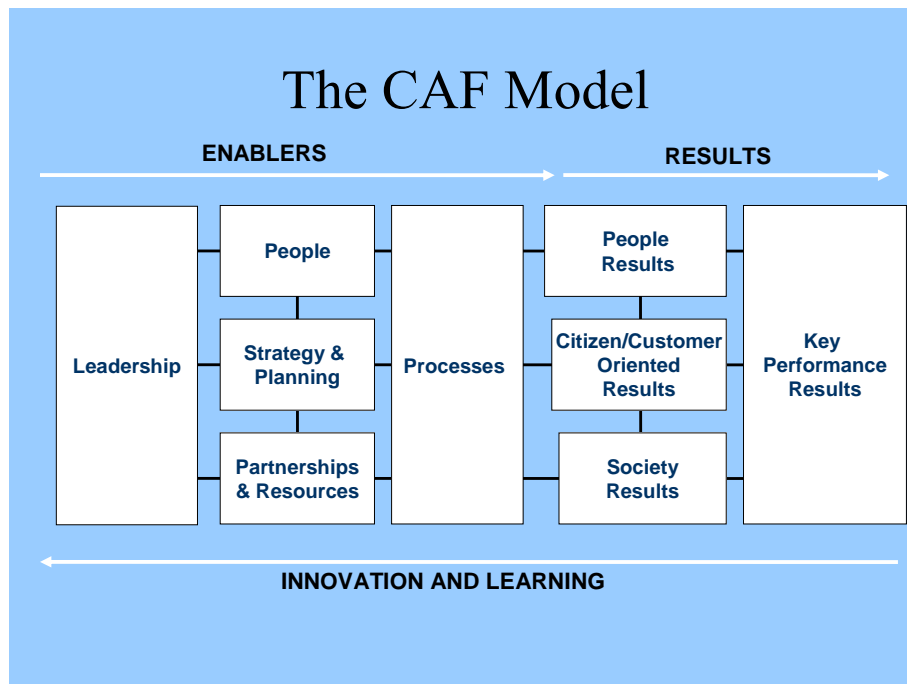 The CAF Model
ENABLERS
RESULTS
Leadership
People
Strategy &
Planning
Partnerships
& Resources
Processes
People
Results
Citizen/Customer
Oriented
Results
Society
Results
Key
Performance
Results
INNOVATION AND LEARNING